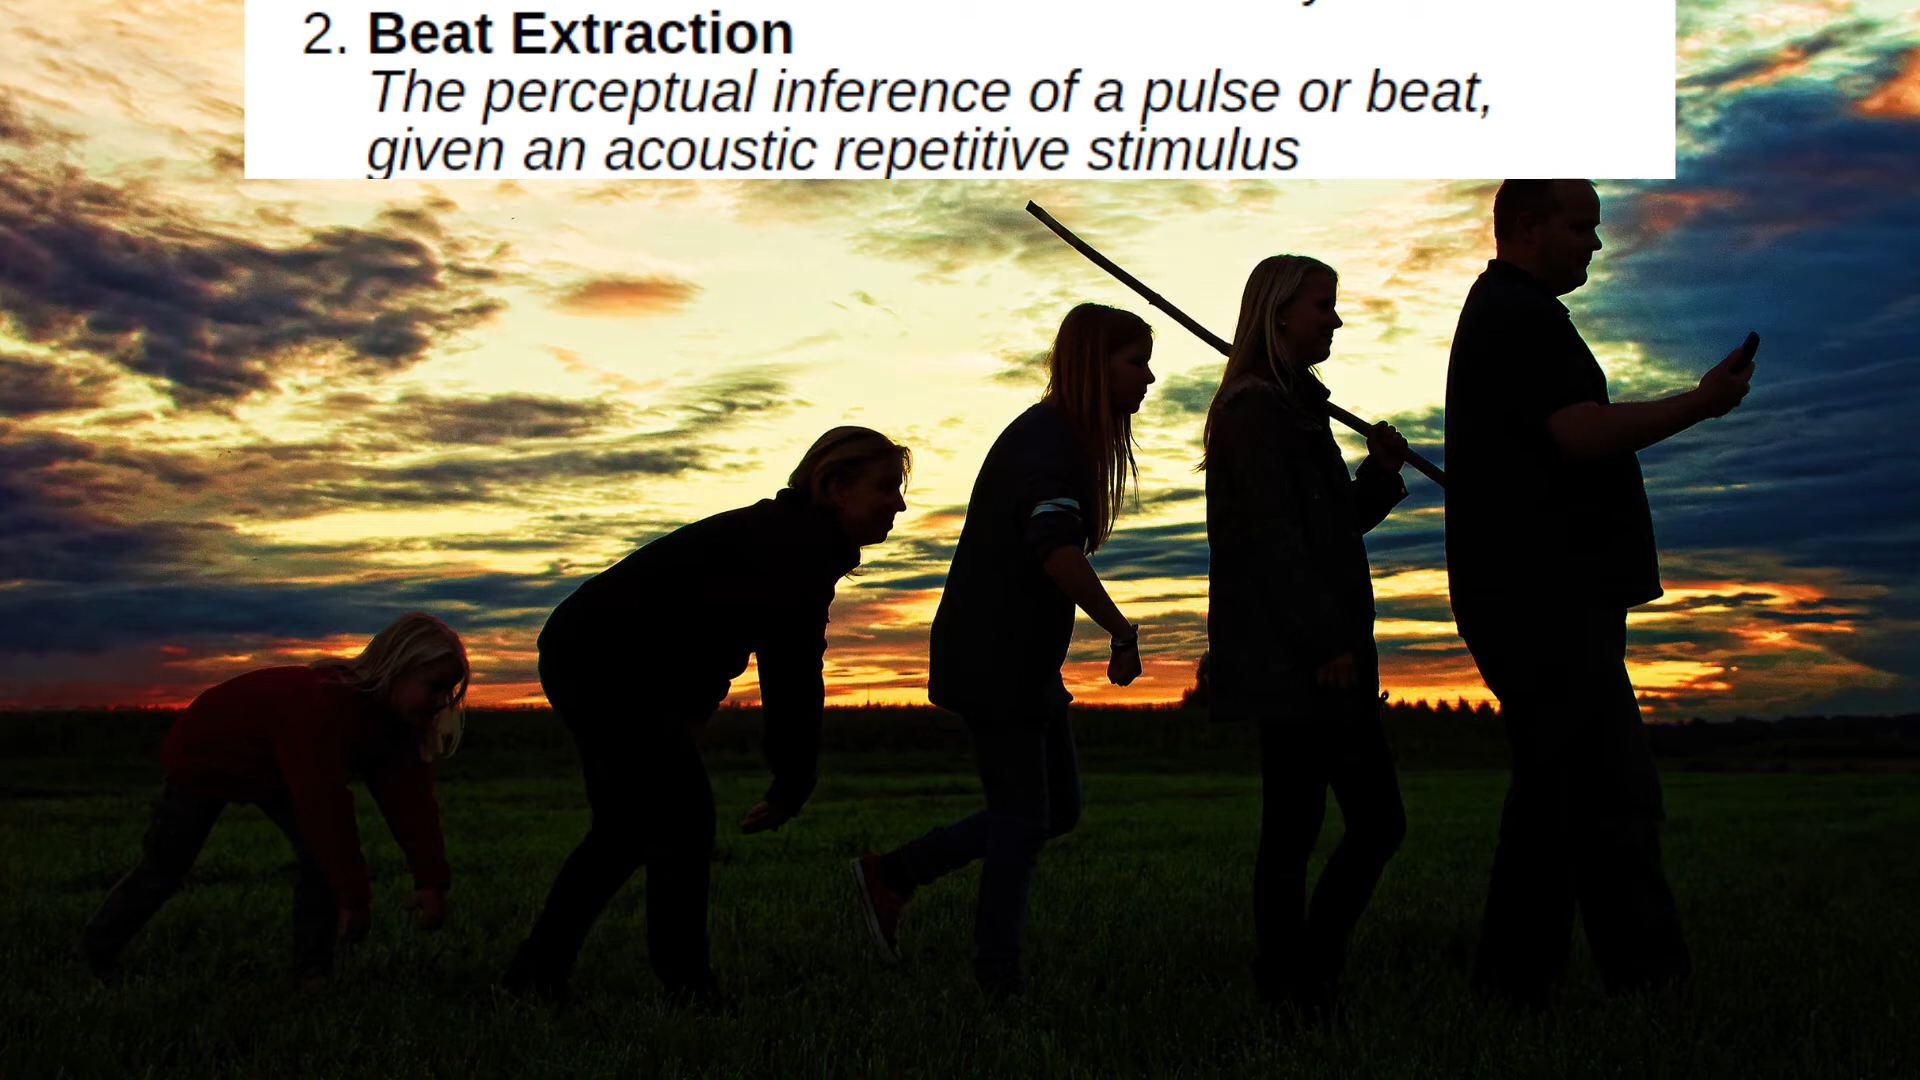 2. Beat Extraction
The perceptual inference of a pulse or beat,
given an acoustic repetitive stimulus